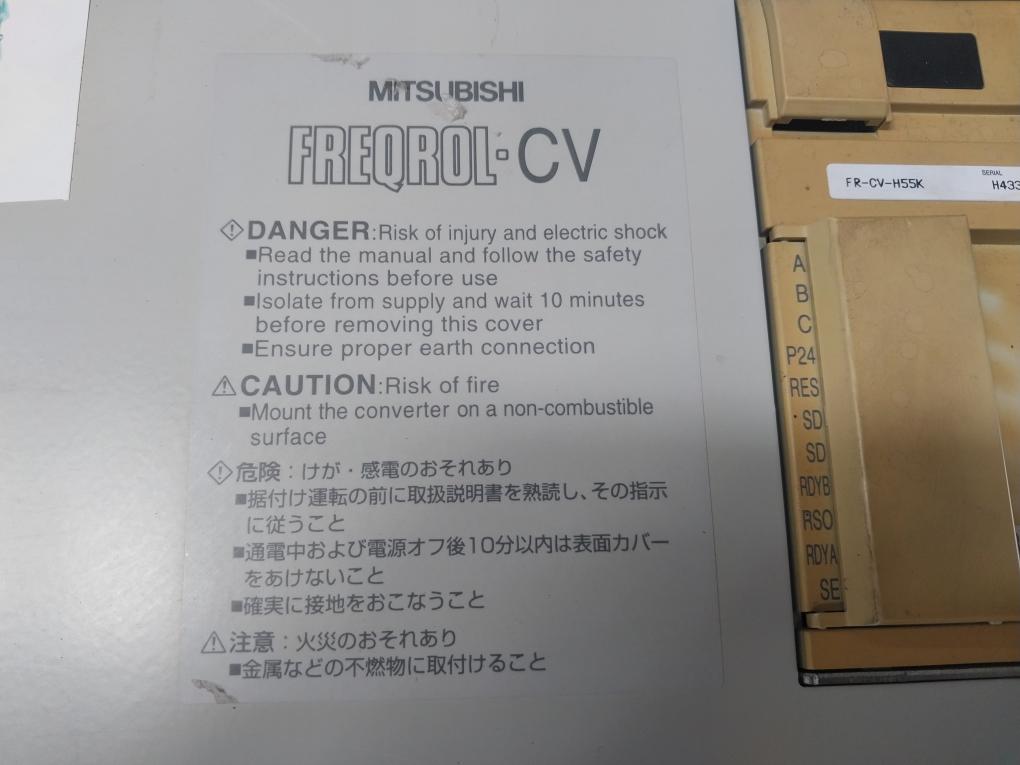 MITSUBISHI
FREQROL-CV
DANGER:Risk of injury and electric shock
■Read the manual and follow the safety
instructions before use
■Isolate from supply and wait 10 minutes
before removing this cover
■Ensure proper earth connection
CAUTION:Risk of fire
■Mount the converter on a non-combustible
surface
危険：けが・感電のおそれあり
■据付け運転の前に取扱説明書を熟読し、その指示
に従うこと
■通電中および電源オフ後10分以内は表面カバー
をあけないこと
■確実に接地をおこなうこと
注意：火災のおそれあり
■金属などの不燃物に取付けること
FR-CV-H55K
SERIAL
H433
A
B
C
P24
RES
SD
SD
RDYB
RSO
RDYA
SE